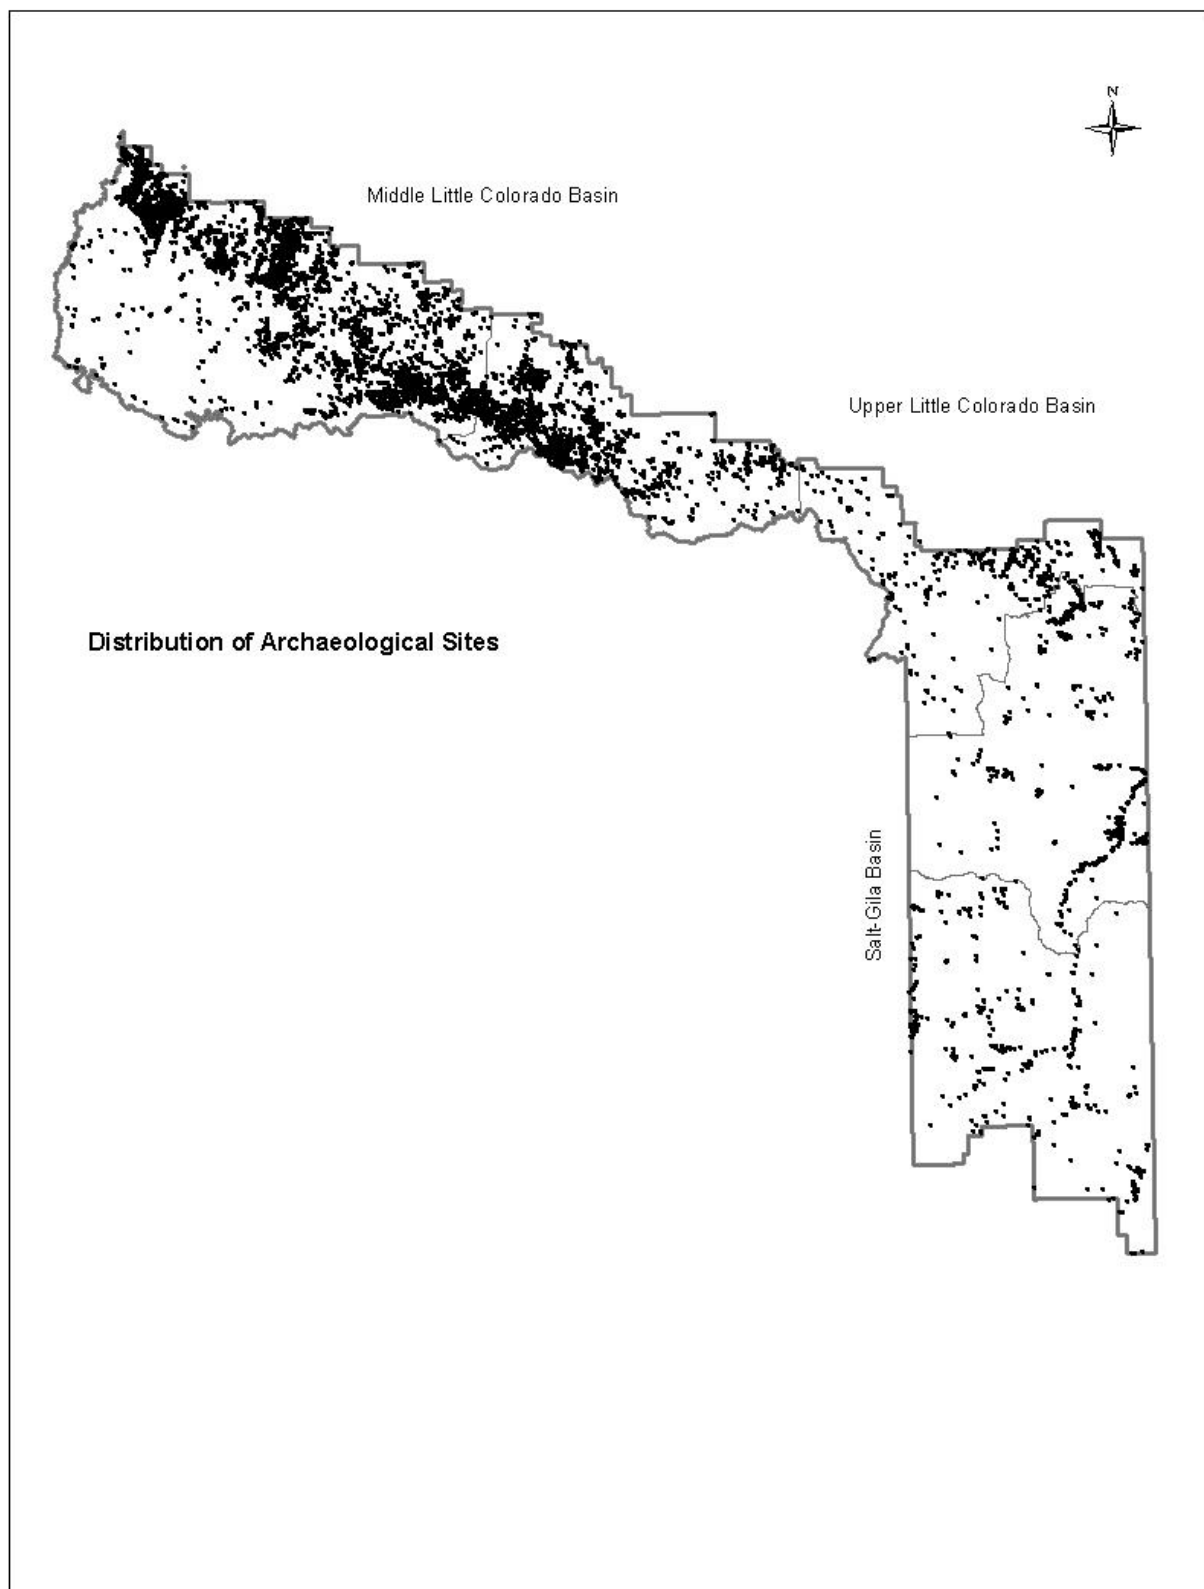 N
Middle Little Colorado Basin
Upper Little Colorado Basin
Distribution of Archaeological Sites
Salt-Gila Basin